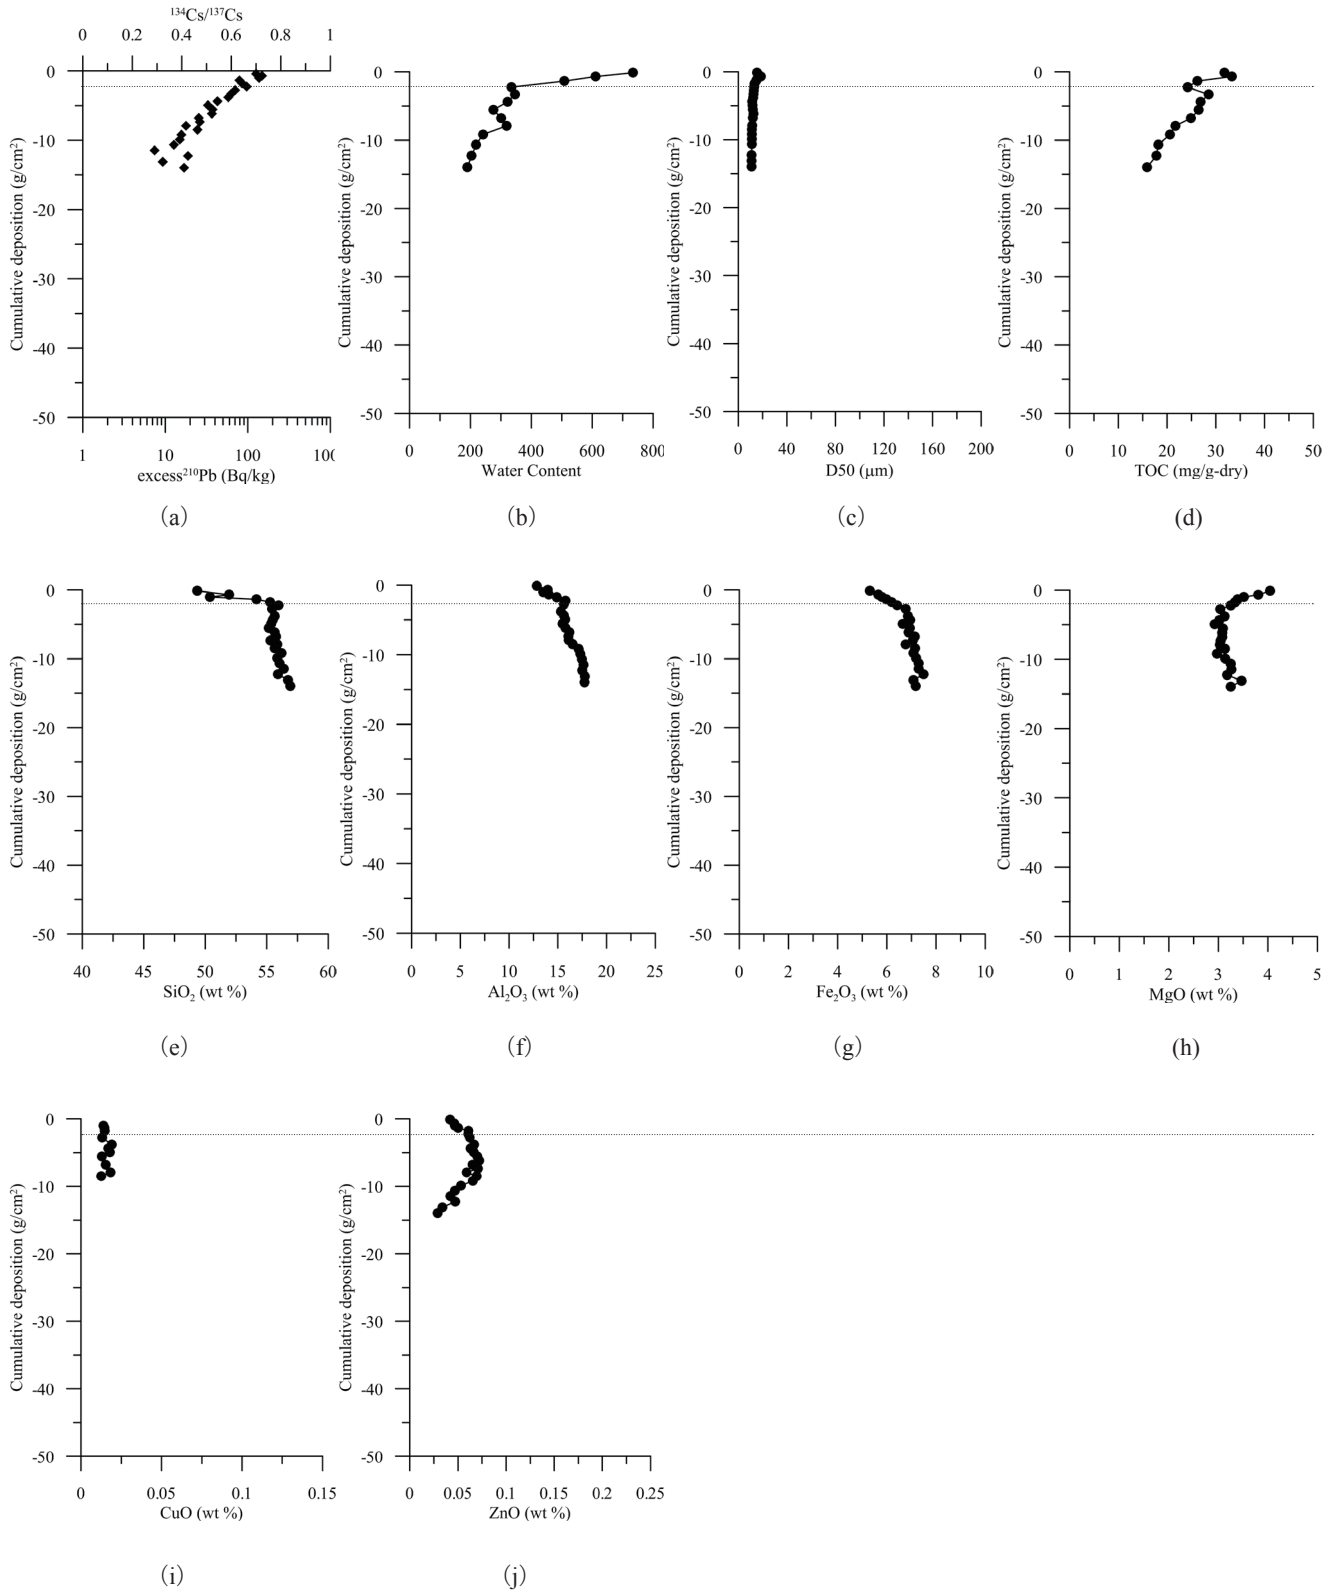 134Cs/137Cs
0 0.2 0.4 0.6 0.8 1
0 -10 -20 -30 -40 -50
Cumulative deposition (g/cm2)
1 10 100 100
excess210Pb (Bq/kg)
(a)
0 -10 -20 -30 -40 -50
Cumulative deposition (g/cm2)
0 200 400 600 800
Water Content
(b)
0 -10 -20 -30 -40 -50
Cumulative deposition (g/cm2)
0 40 80 120 160 200
D50 (μm)
(c)
0 -10 -20 -30 -40 -50
Cumulative deposition (g/cm2)
0 10 20 30 40 50
TOC (mg/g-dry)
(d)
0 -10 -20 -30 -40 -50
Cumulative deposition (g/cm2)
40 45 50 55 60
SiO2 (wt %)
(e)
0 -10 -20 -30 -40 -50
Cumulative deposition (g/cm2)
0 5 10 15 20 25
Al2O3 (wt %)
(f)
0 -10 -20 -30 -40 -50
Cumulative deposition (g/cm2)
0 2 4 6 8 10
Fe2O3 (wt %)
(g)
0 -10 -20 -30 -40 -50
Cumulative deposition (g/cm2)
0 1 2 3 4 5
MgO (wt %)
(h)
0 -10 -20 -30 -40 -50
Cumulative deposition (g/cm2)
0 0.05 0.1 0.15
CuO (wt %)
(i)
0 -10 -20 -30 -40 -50
Cumulative deposition (g/cm2)
0 0.05 0.1 0.15 0.2 0.25
ZnO (wt %)
(j)